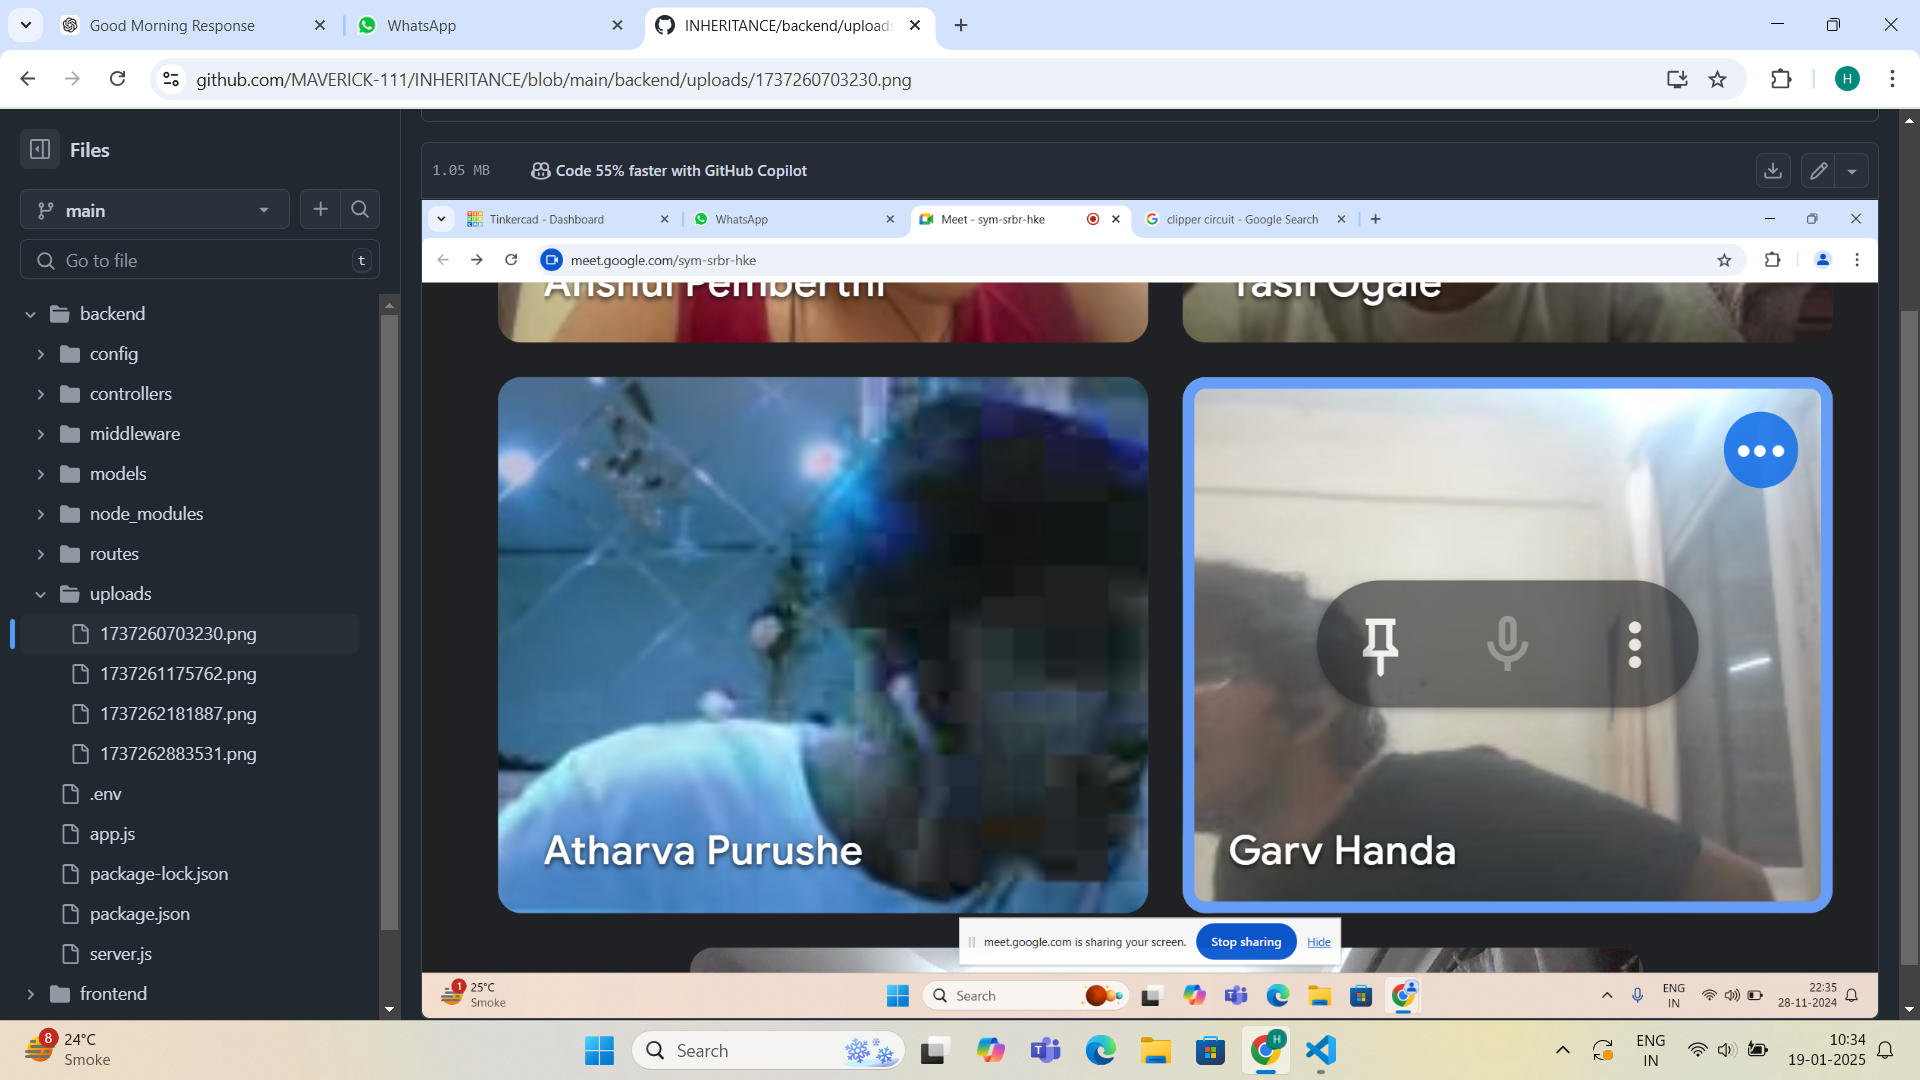 Good Morning Response
WhatsApp
INHERITANCE/backend/uploads
github.com/MAVERICK-111/INHERITANCE/blob/main/backend/uploads/1737260703230.png
H
Files
main
Go to file
t
backend
config
controllers
middleware
models
node_modules
routes
uploads
1737260703230.png
1737261175762.png
1737262181887.png
1737262883531.png
.env
app.js
package-lock.json
package.json
server.js
frontend
1.05 MB
Code 55% faster with GitHub Copilot
Tinkercad - Dashboard
WhatsApp
Meet - sym-srbr-hke
clipper circuit - Google Search
meet.google.com/sym-srbr-hke
Pemberthi
Yash Ogale
Atharva Purushe
Garv Handa
meet.google.com is sharing your screen.
Stop sharing
Hide
1
25°C
Smoke
Search
ENG
IN
22:35
28-11-2024
8
24°C
Smoke
Search
H
ENG
IN
10:34
19-01-2025